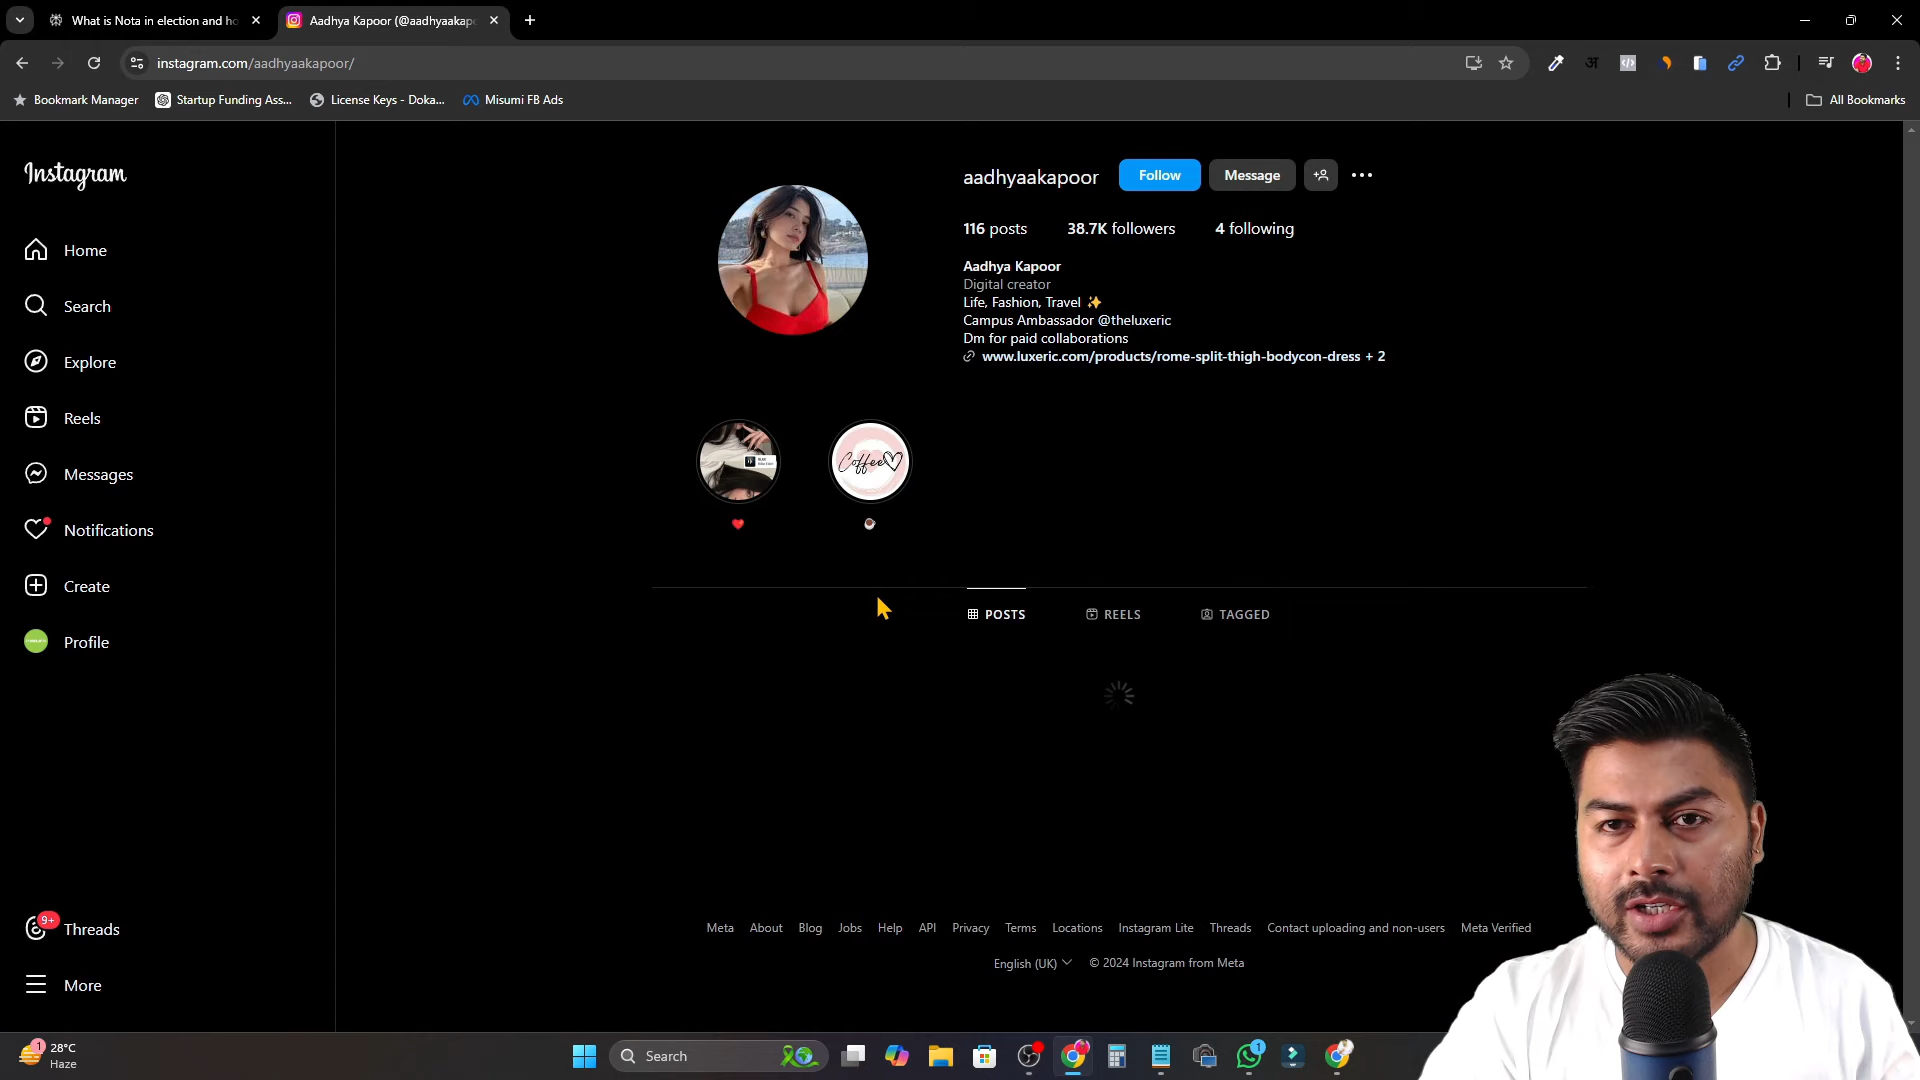 What is Nota in election and ho
Aadhya Kapoor (@aadhyaakapo
instagram.com/aadhyaakapoor/
Bookmark Manager
Startup Funding Ass...
License Keys - Doka...
Misumi FB Ads
All Bookmarks
Instagram
Home
Search
Explore
Reels
Messages
Notifications
Create
Profile
9+
Threads
More
aadhyaakapoor
Follow
Message
116 posts
38.7K followers
4 following
Aadhya Kapoor
Digital creator
Life, Fashion, Travel ✨
Campus Ambassador @theluxeric
Dm for paid collaborations
www.luxeric.com/products/rome-split-thigh-bodycon-dress + 2
Coffee
POSTS
REELS
TAGGED
Meta About Blog Jobs Help API Privacy Terms Locations Instagram Lite Threads Contact uploading and non-users Meta Verified
English (UK) © 2024 Instagram from Meta
1
28°C
Haze
Search
1